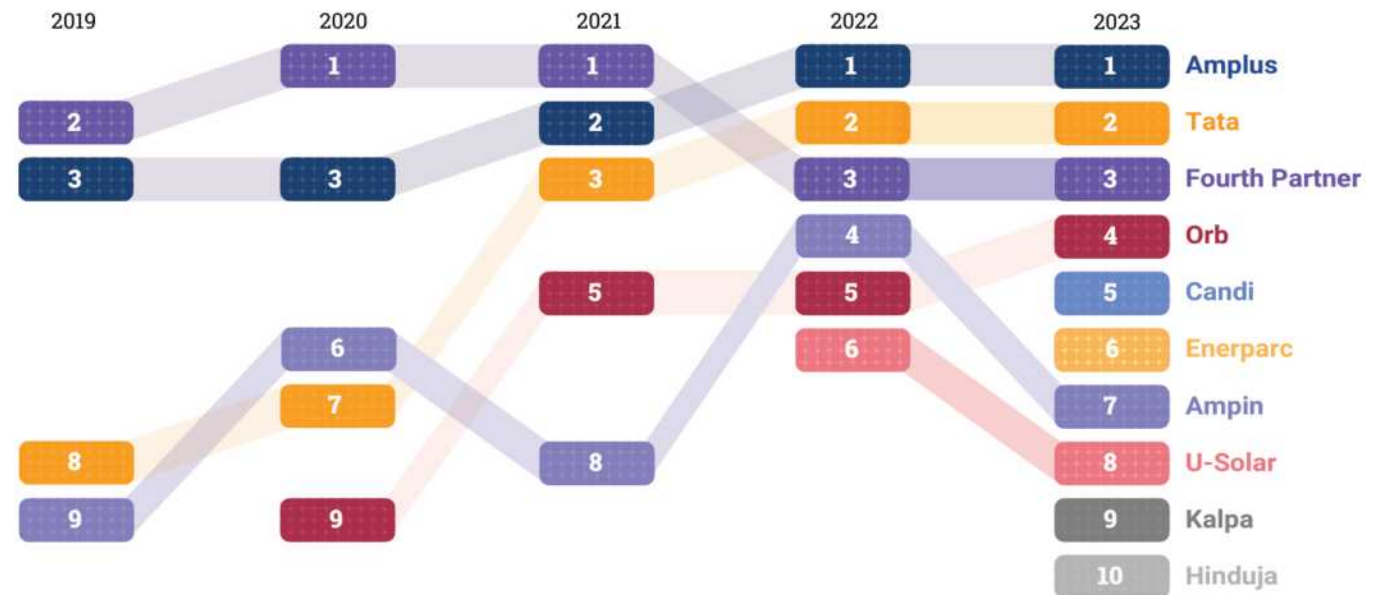 2019 2020 2021 2022 2023
1 1 1 1 Amplus
2 2 2 2 Tata
3 3 3 3 3 Fourth Partner
4 4 Orb
5 5 5 Candi
6 6 6 Enerparc
7 7 Ampin
8 8 8 U-Solar
9 9 9 Kalpa
10 Hinduja